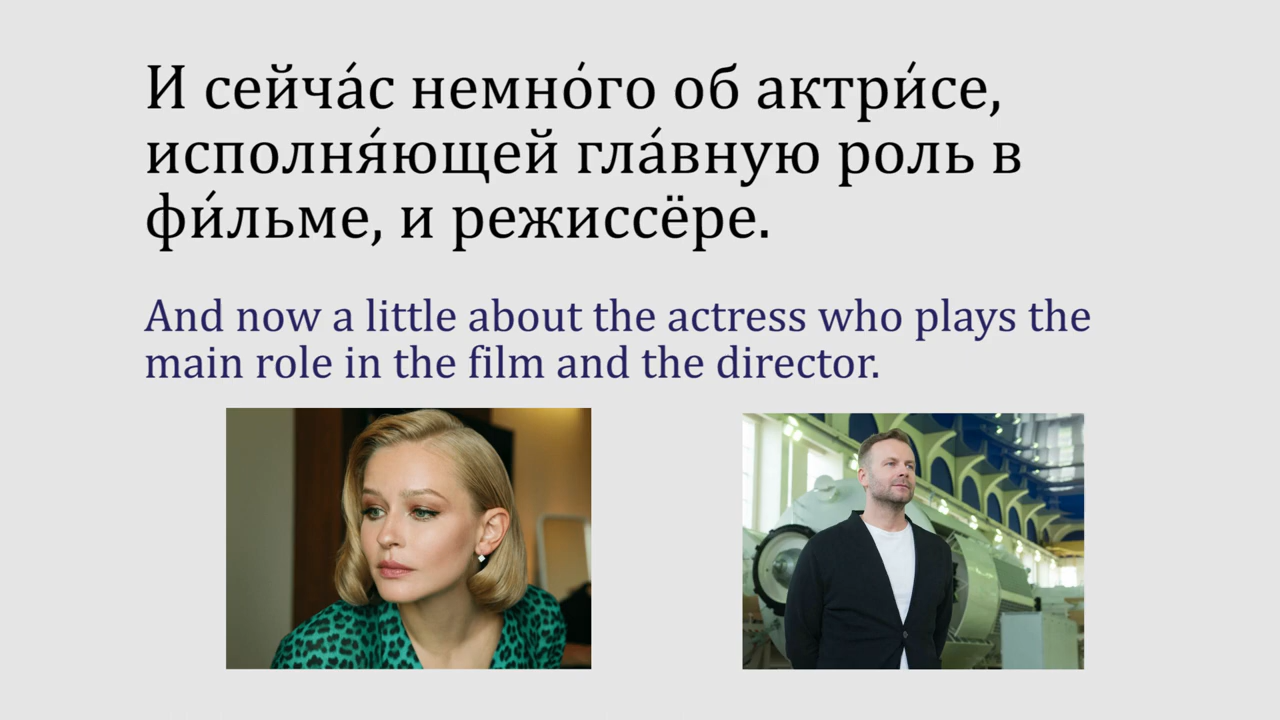 И сейча́с немно́го об актри́се,
исполня́ющей гла́вную роль в
фи́льме, и режиссёре.
And now a little about the actress who plays the
main role in the film and the director.